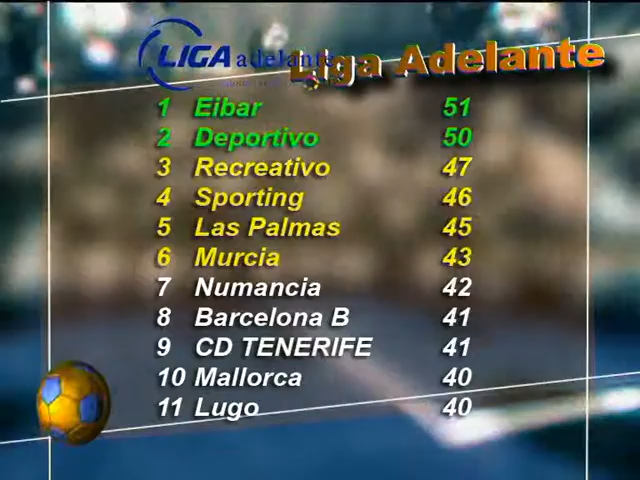 LIGA adelante
Liga Adelante
1 Eibar 51
2 Deportivo 50
3 Recreativo 47
4 Sporting 46
5 Las Palmas 45
6 Murcia 43
7 Numancia 42
8 Barcelona B 41
9 CD TENERIFE 41
10 Mallorca 40
11 Lugo 40